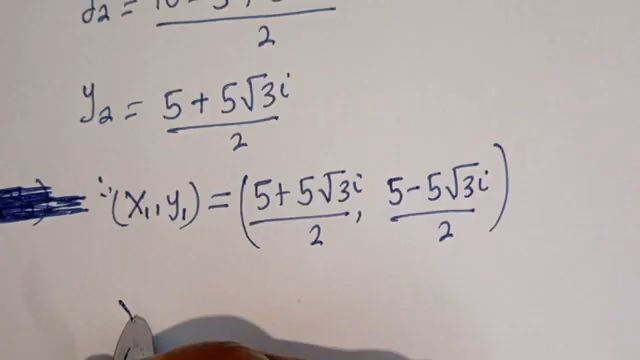 y₂ = (5 + 5√3i)/2
∴ (x₁, y₁) = ((5 + 5√3i)/2, (5 - 5√3i)/2)